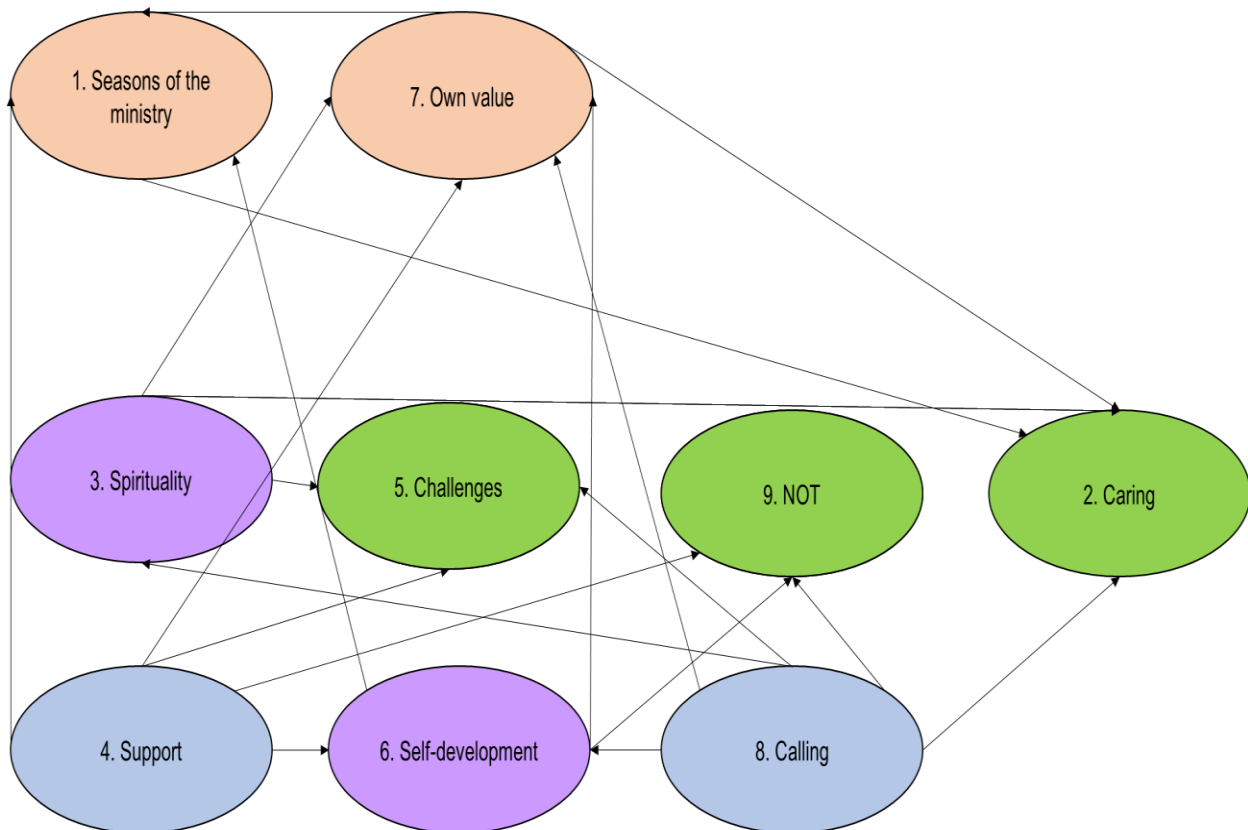 1. Seasons of the
ministry
7. Own value
3. Spirituality
5. Challenges
9. NOT
2. Caring
4. Support
6. Self-development
8. Calling